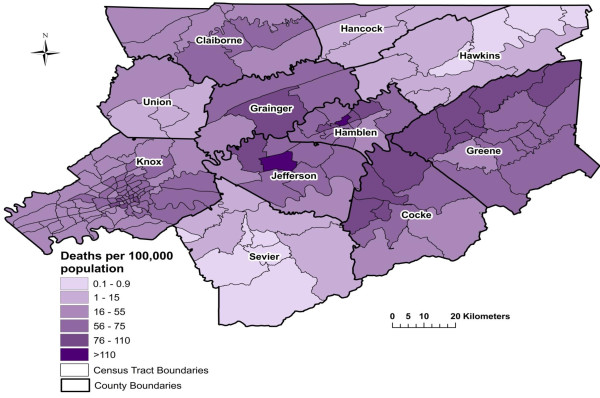 N
Hancock
Claiborne
Hawkins
Union
Grainger
Hamblen
Greene
Knox
Jefferson
Cocke
Sevier
Deaths per 100,000
population
0.1 - 0.9
1 - 15
16 - 55
56 - 75
76 - 110
>110
Census Tract Boundaries
County Boundaries
0 5 10 20 Kilometers